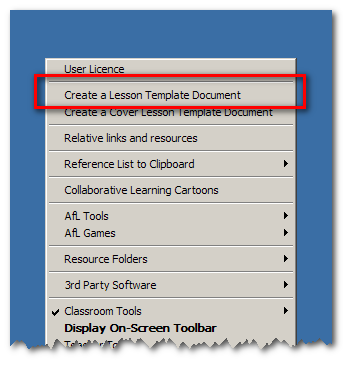 User Licence
Create a Lesson Template Document
Create a Cover Lesson Template Document
Relative links and resources
Reference List to Clipboard
Collaborative Learning Cartoons
AfL Tools
AfL Games
Resource Folders
3rd Party Software
Classroom Tools
Display On-Screen Toolbar